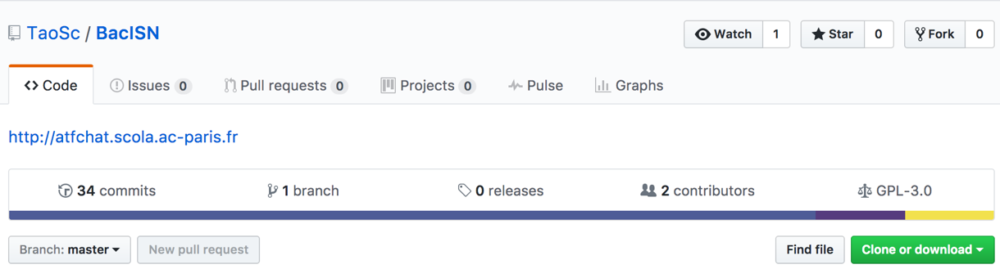 TaoSc / BacISN Watch 1 Star 0 Fork 0
Code Issues 0 Pull requests 0 Projects 0 Pulse Graphs
http://atfchat.scola.ac-paris.fr
34 commits 1 branch 0 releases 2 contributors GPL-3.0
Branch: master New pull request Find file Clone or download